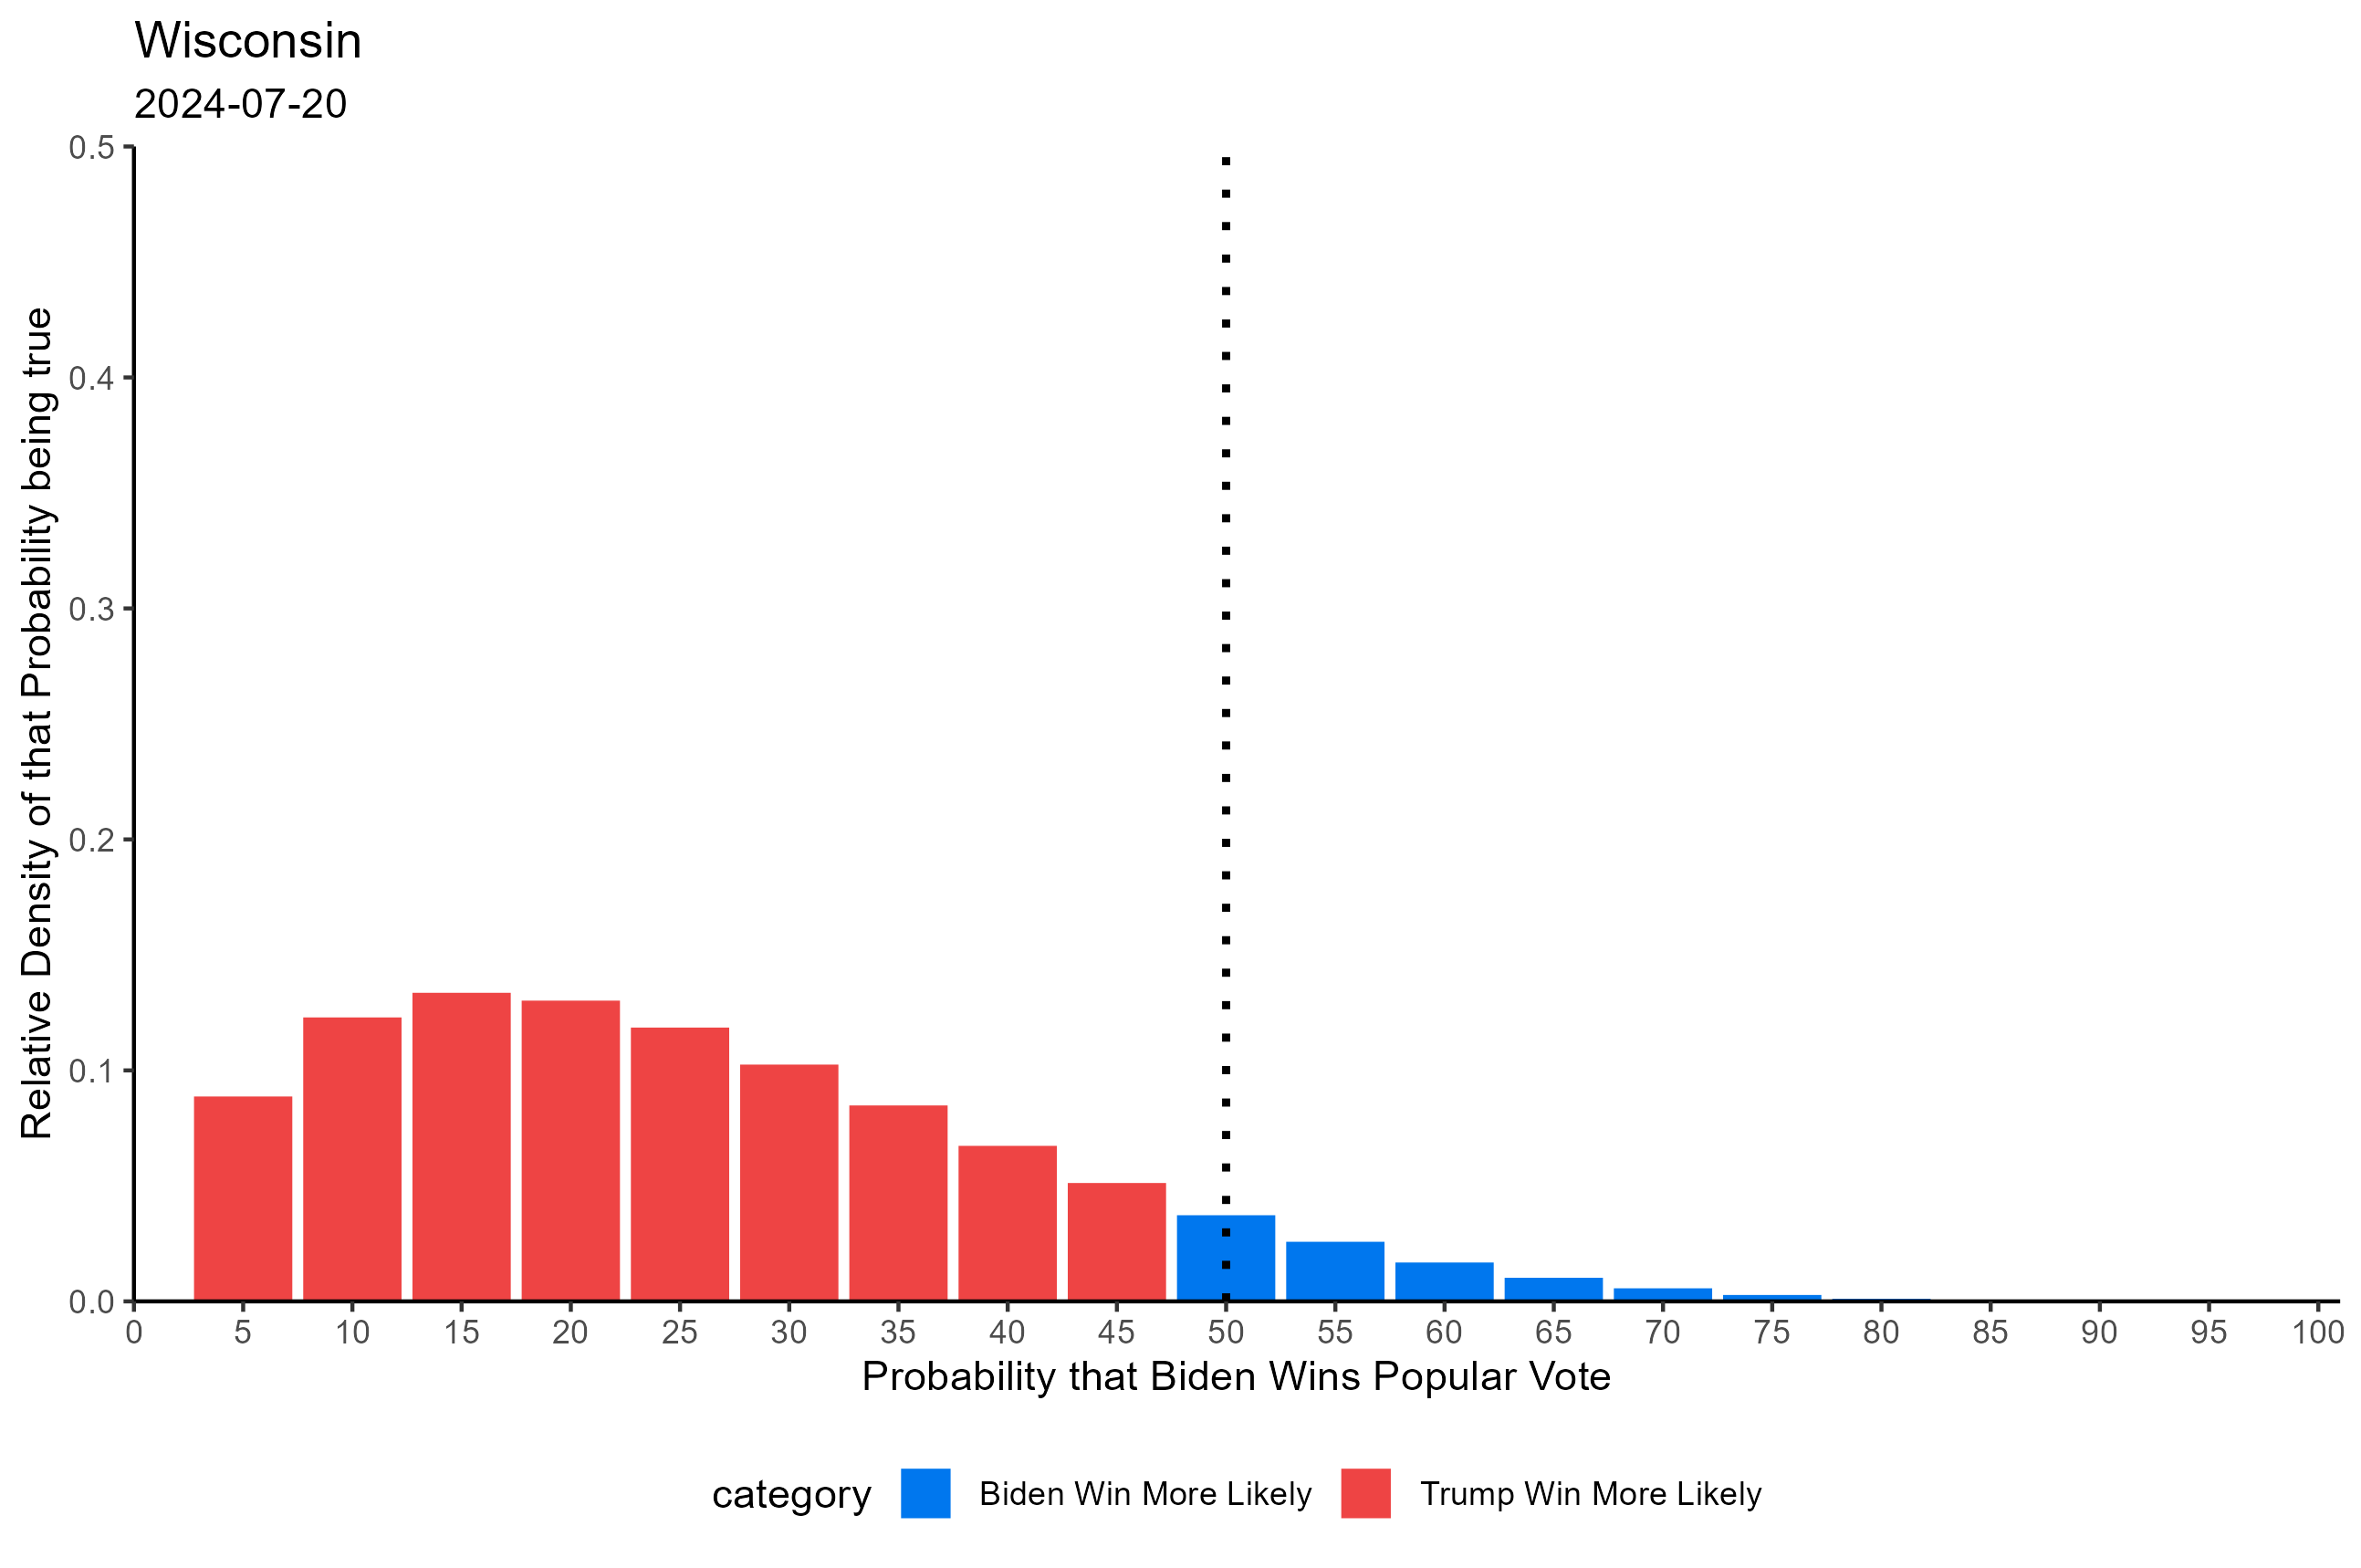 Wisconsin
2024-07-20
Relative Density of that Probability being true
0.5
0.4
0.3
0.2
0.1
0.0
0 5 10 15 20 25 30 35 40 45 50 55 60 65 70 75 80 85 90 95 100
Probability that Biden Wins Popular Vote
category Biden Win More Likely Trump Win More Likely